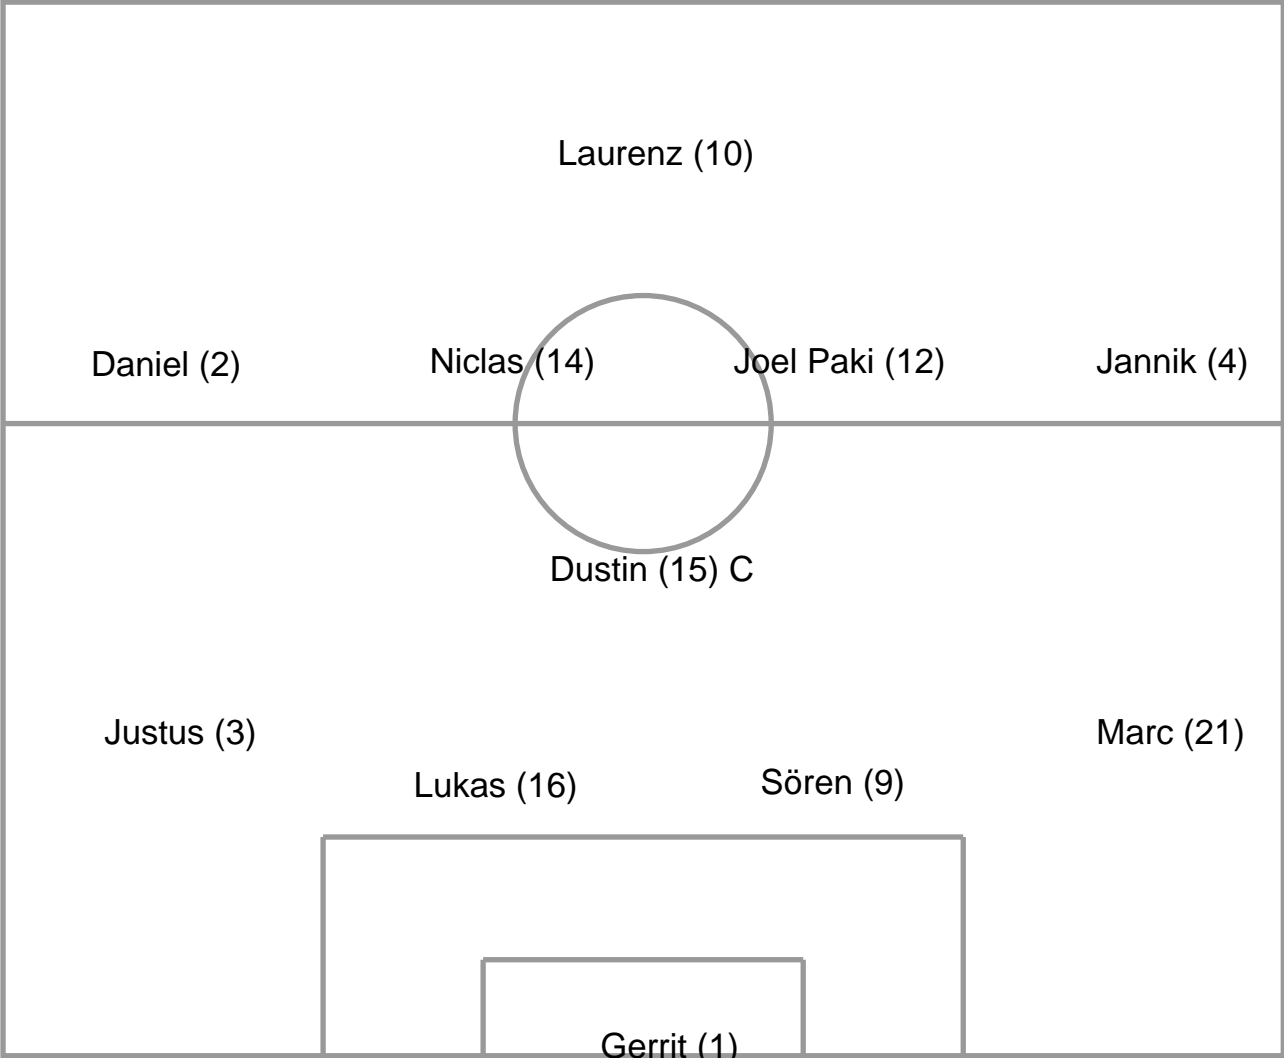 Laurenz (10)
Daniel (2) Niclas (14) Joel Paki (12) Jannik (4)
Dustin (15) C
Justus (3) Marc (21)
Lukas (16) Sören (9)
Gerrit (1)